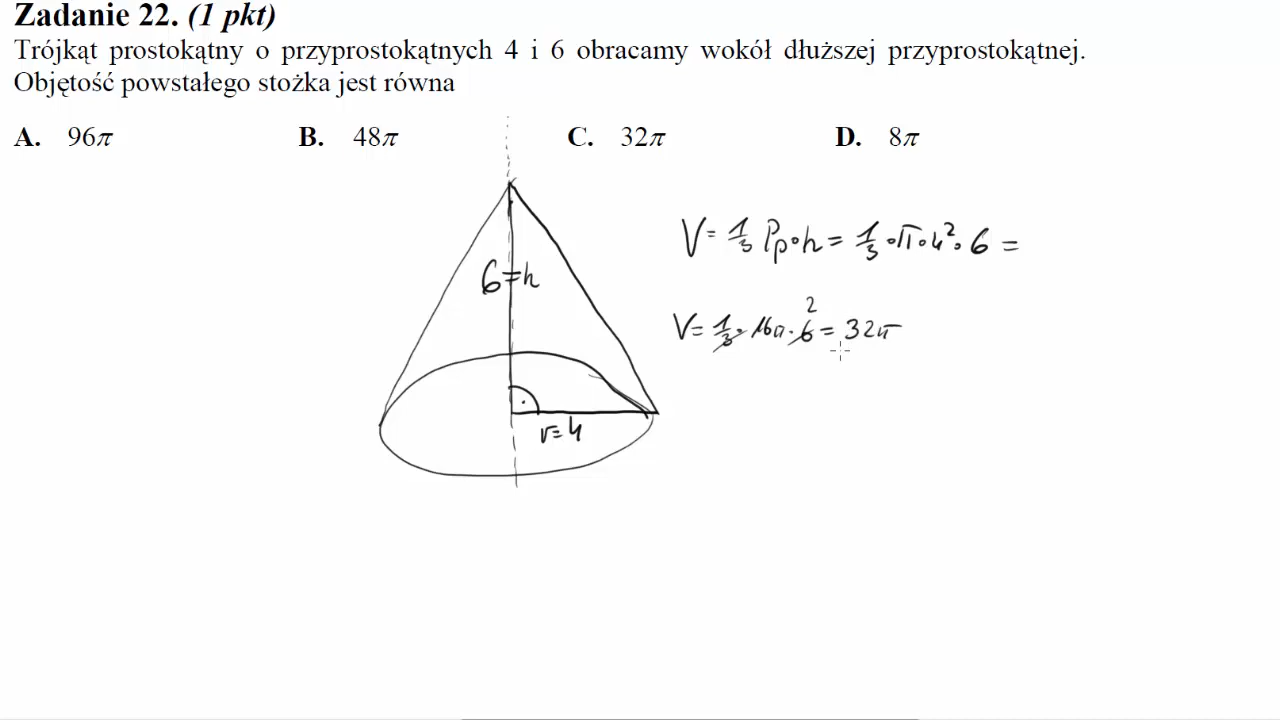 Zadanie 22. (1 pkt)
Trójkąt prostokątny o przyprostokątnych 4 i 6 obracamy wokół dłuższej przyprostokątnej.
Objętość powstałego stożka jest równa
A. 96π B. 48π C. 32π D. 8π
V = 1/3 Pp · h = 1/3 · π · 4² · 6 =
6 = h
V = 1/3 · 16π · 6 2 = 32π
r = 4